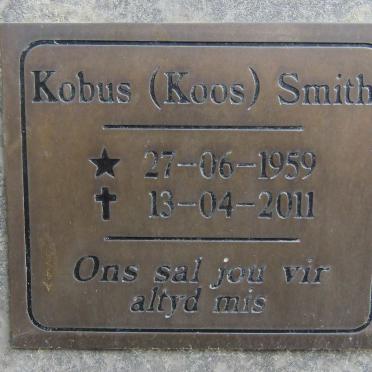 Kobus (Koos) Smith
★ 27-06-1959
✝ 13-04-2011
Ons sal jou vir
altyd mis